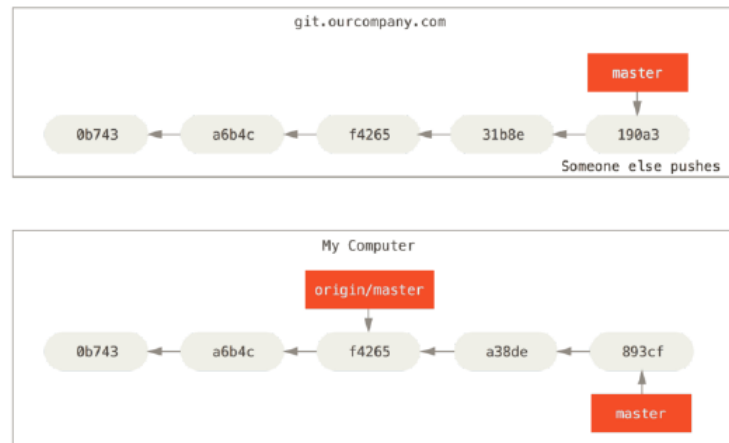 git.ourcompany.com
master
0b743 a6b4c f4265 31b8e 190a3
Someone else pushes
My Computer
origin/master
0b743 a6b4c f4265 a38de 893cf
master